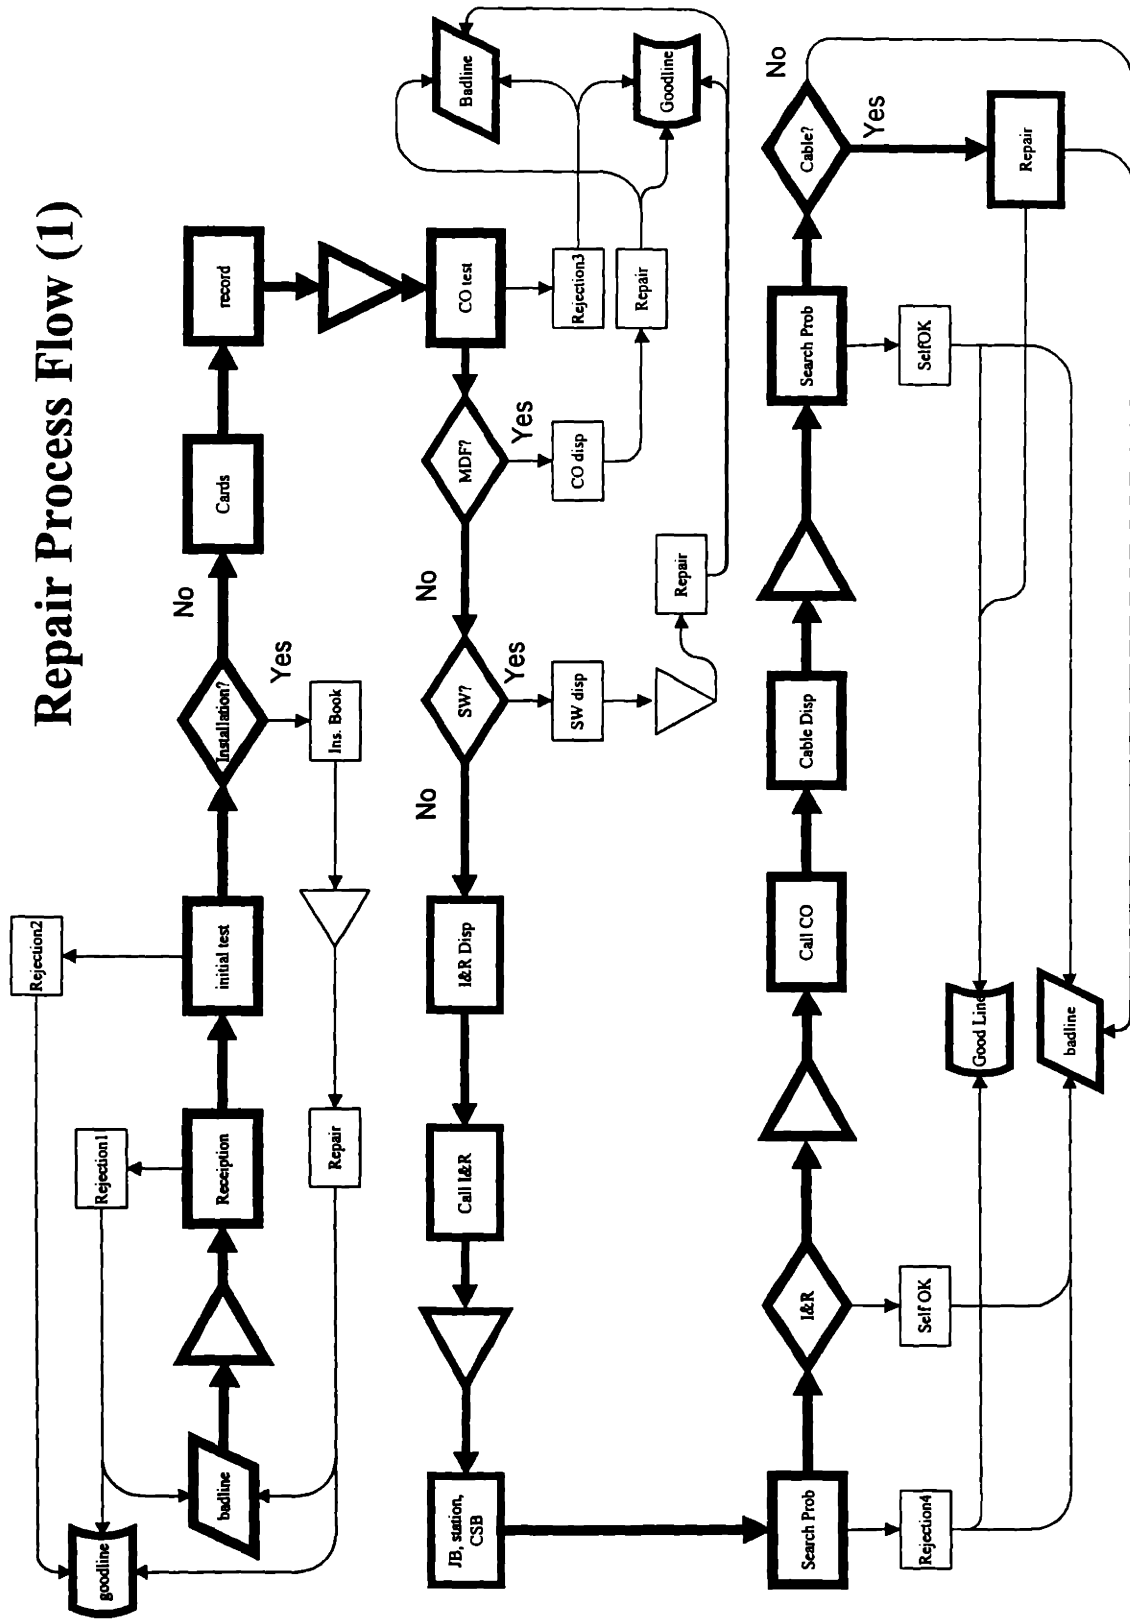 Repair Process Flow (1)
Rejection2
Rejection1
goodline
badline
Receiption
initial test
Installation?
No
Cards
record
Yes
Ins. Book
Repair
Badline
Goodline
CO test
Rejection3
MDF?
Yes
CO disp
Repair
No
SW?
Yes
SW disp
Repair
No
I&R Disp
Call I&R
JB, station,
CSB
Search Prob
Rejection4
I&R
Self OK
Call CO
Cable Disp
Search Prob
SelfOK
Cable?
No
Yes
Repair
Good Line
badline